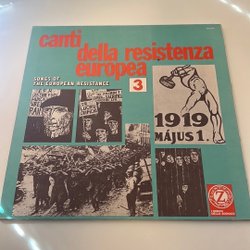 canti
della resistenza
europea
SONGS OF
THE EUROPEAN RESISTANCE
3
1919
MÁJUS 1.